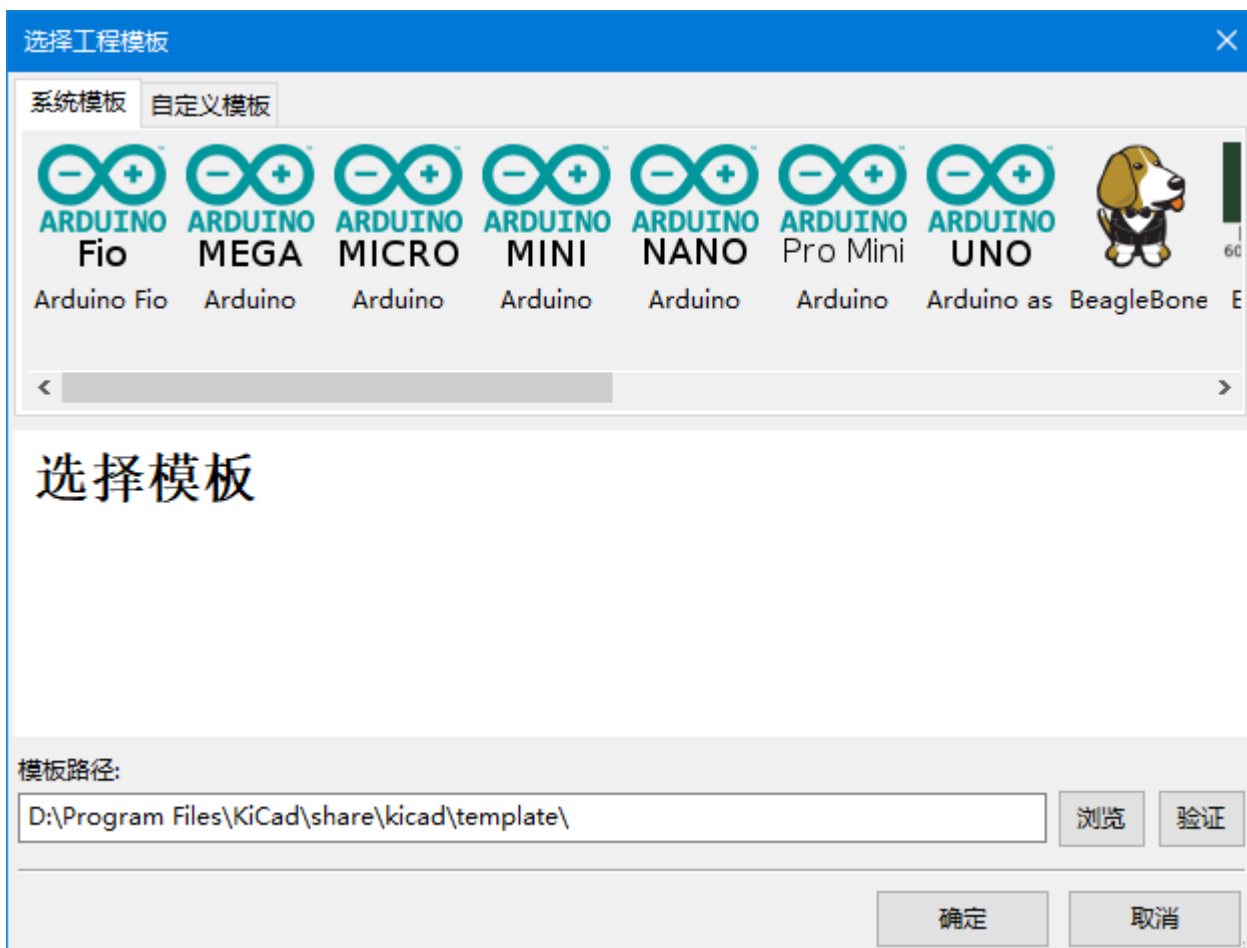 选择工程模板
系统模板 自定义模板
ARDUINO ARDUINO ARDUINO ARDUINO ARDUINO ARDUINO ARDUINO
Fio MEGA MICRO MINI NANO Pro Mini UNO
Arduino Fio Arduino Arduino Arduino Arduino Arduino Arduino as BeagleBone
选择模板
模板路径:
D:\Program Files\KiCad\share\kicad\template\ 浏览 验证
确定 取消